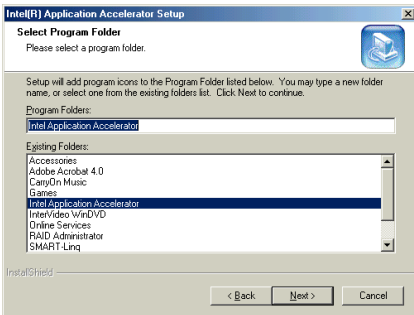 Intel(R) Application Accelerator Setup
Select Program Folder
Please select a program folder.
Setup will add program icons to the Program Folder listed below. You may type a new folder
name, or select one from the existing folders list. Click Next to continue.
Program Folders:
Intel Application Accelerator
Existing Folders:
Accessories
Adobe Acrobat 4.0
CarryOn Music
Games
Intel Application Accelerator
InterVideo WinDVD
Online Services
RAID Administrator
SMART-Linq
InstallShield
< Back
Next >
Cancel